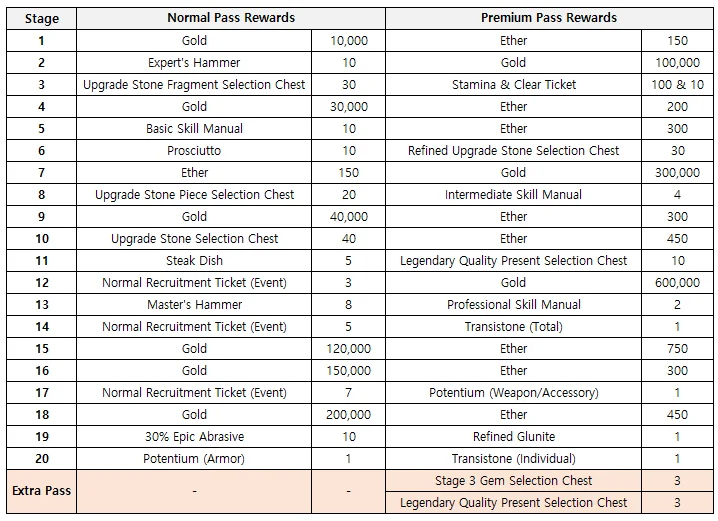 Stage Normal Pass Rewards Premium Pass Rewards
1 Gold 10,000 Ether 150
2 Expert's Hammer 10 Gold 100,000
3 Upgrade Stone Fragment Selection Chest 30 Stamina & Clear Ticket 100 & 10
4 Gold 30,000 Ether 200
5 Basic Skill Manual 10 Ether 300
6 Prosciutto 10 Refined Upgrade Stone Selection Chest 30
7 Ether 150 Gold 300,000
8 Upgrade Stone Piece Selection Chest 20 Intermediate Skill Manual 4
9 Gold 40,000 Ether 300
10 Upgrade Stone Selection Chest 40 Ether 450
11 Steak Dish 5 Legendary Quality Present Selection Chest 10
12 Normal Recruitment Ticket (Event) 3 Gold 600,000
13 Master's Hammer 8 Professional Skill Manual 2
14 Normal Recruitment Ticket (Event) 5 Transistone (Total) 1
15 Gold 120,000 Ether 750
16 Gold 150,000 Ether 300
17 Normal Recruitment Ticket (Event) 7 Potentium (Weapon/Accessory) 1
18 Gold 200,000 Ether 450
19 30% Epic Abrasive 10 Refined Glunite 1
20 Potentium (Armor) 1 Transistone (Individual) 1
Extra Pass - - Stage 3 Gem Selection Chest 3
Legendary Quality Present Selection Chest 3